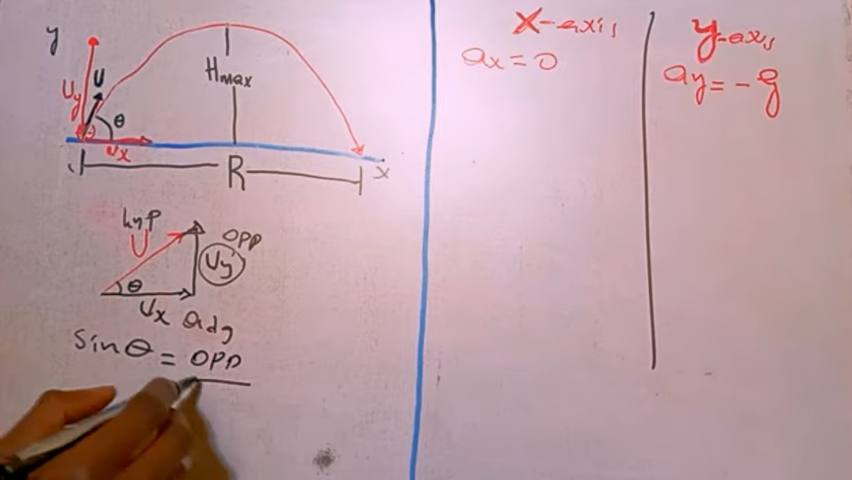 y
U
Uy
θ
Ux
Hmax
R
x
hyp
U
OPP
Uy
θ
Ux adj
sinθ = OPP
X-axis
ax = 0
y-axis
ay = -g